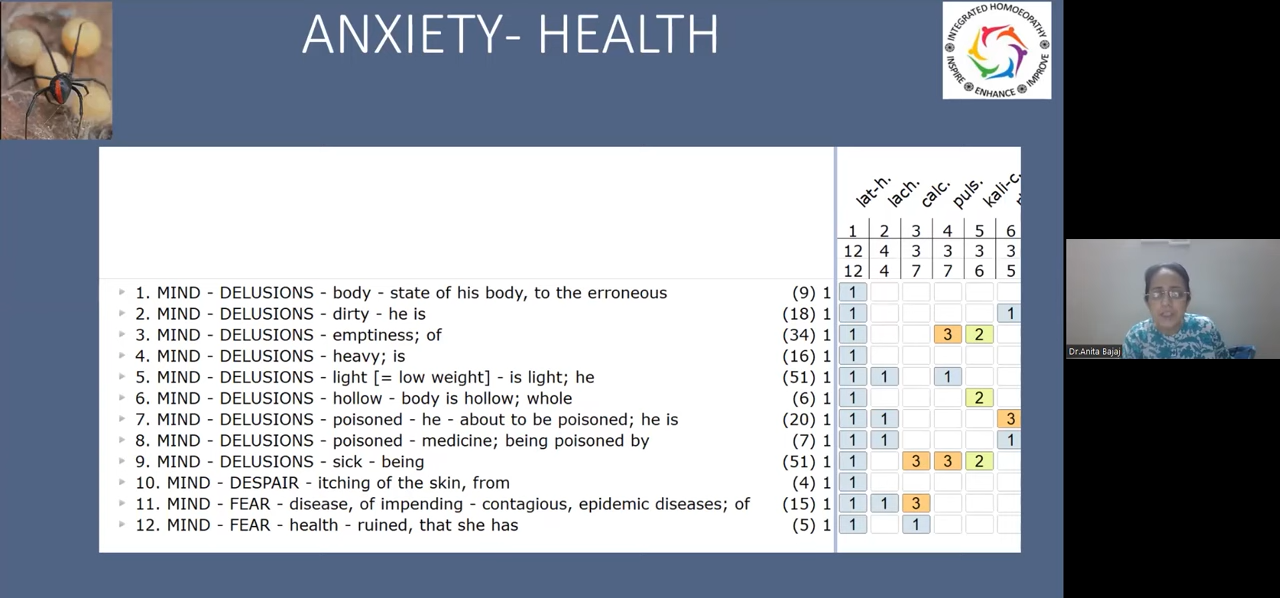 ANXIETY- HEALTH
INTEGRATED HOMOEOPATHY
INSPIRE ENHANCE IMPROVE
lat-h. lach. calc. puls. kali-c.
1 2 3 4 5 6
12 4 3 3 3 3
12 4 7 7 6 5
1. MIND - DELUSIONS - body - state of his body, to the erroneous (9) 1 1
2. MIND - DELUSIONS - dirty - he is (18) 1 1 1
3. MIND - DELUSIONS - emptiness; of (34) 1 1 3 2
4. MIND - DELUSIONS - heavy; is (16) 1 1
5. MIND - DELUSIONS - light [= low weight] - is light; he (51) 1 1 1 1
6. MIND - DELUSIONS - hollow - body is hollow; whole (6) 1 1 2
7. MIND - DELUSIONS - poisoned - he - about to be poisoned; he is (20) 1 1 1 3
8. MIND - DELUSIONS - poisoned - medicine; being poisoned by (7) 1 1 1 1
9. MIND - DELUSIONS - sick - being (51) 1 1 3 3 2
10. MIND - DESPAIR - itching of the skin, from (4) 1 1
11. MIND - FEAR - disease, of impending - contagious, epidemic diseases; of (15) 1 1 1 3
12. MIND - FEAR - health - ruined, that she has (5) 1 1 1
Dr.Anita Bajaj